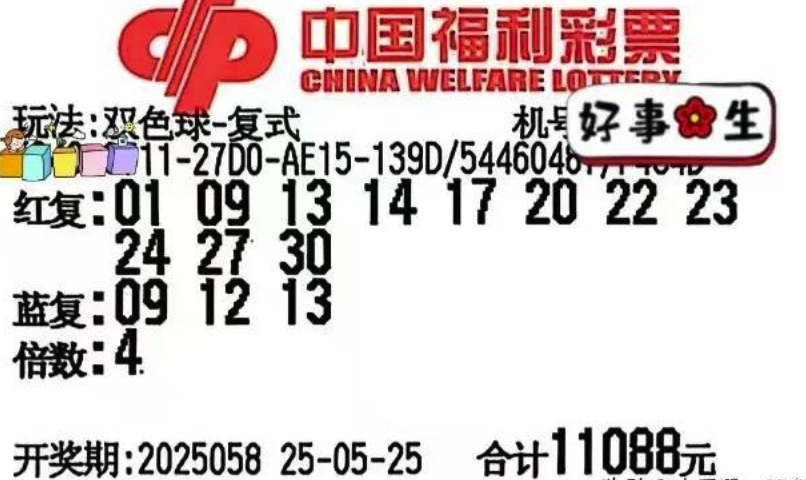 中国福利彩票
CHINA WELFARE LOTTERY
玩法:双色球-复式 机号
好事 生
11-27D0-AE15-139D/5446048
红复:01 09 13 14 17 20 22 23
24 27 30
蓝复:09 12 13
倍数:4
开奖期:2025058 25-05-25 合计11088元